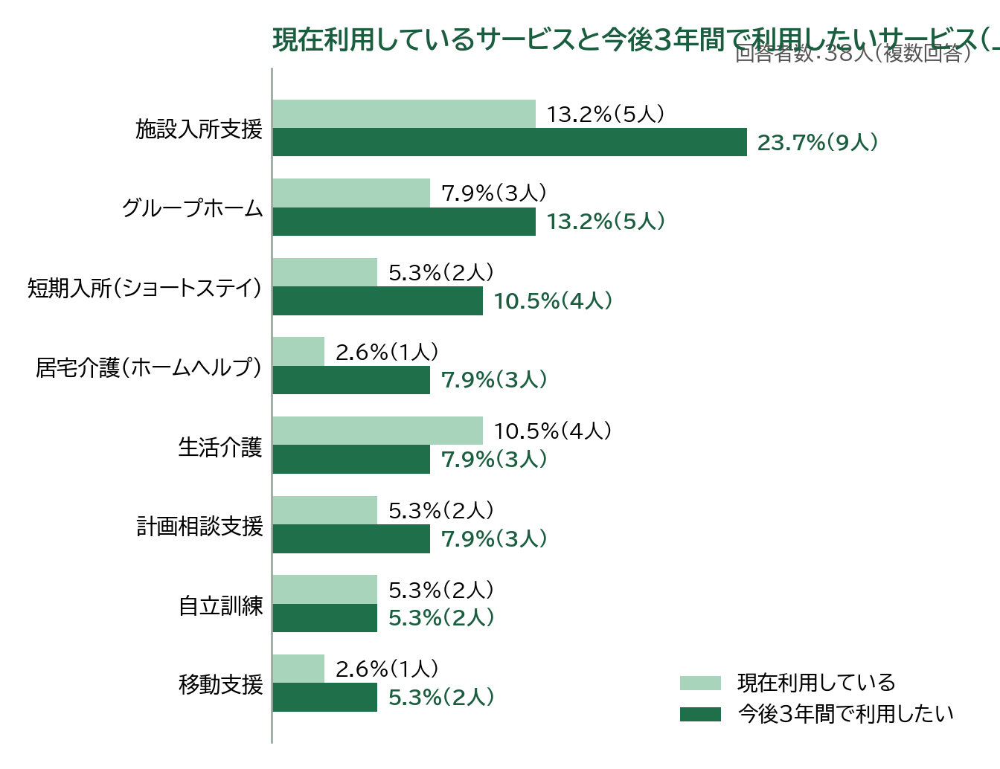 現在利用しているサービスと今後3年間で利用したいサービス(
回答者数:38人(複数回答)
施設入所支援
13.2%(5人)
23.7%(9人)
グループホーム
7.9%(3人)
13.2%(5人)
短期入所(ショートステイ)
5.3%(2人)
10.5%(4人)
居宅介護(ホームヘルプ)
2.6%(1人)
7.9%(3人)
生活介護
10.5%(4人)
7.9%(3人)
計画相談支援
5.3%(2人)
7.9%(3人)
自立訓練
5.3%(2人)
5.3%(2人)
移動支援
2.6%(1人)
5.3%(2人)
現在利用している
今後3年間で利用したい